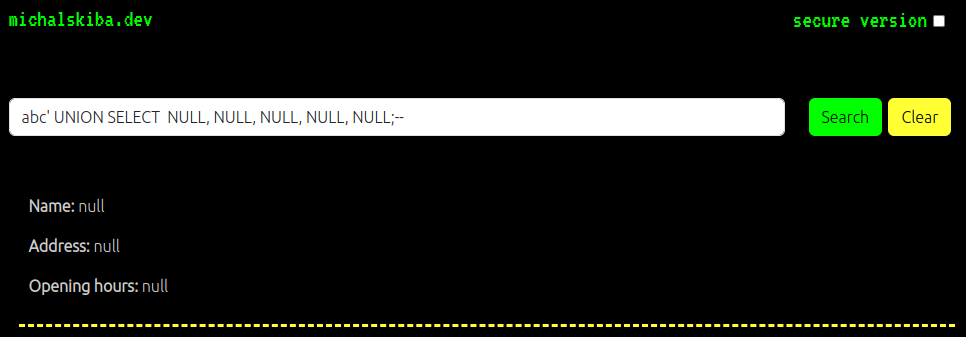 michalskiba.dev
secure version
abc' UNION SELECT  NULL, NULL, NULL, NULL, NULL;--
Search
Clear
Name: null
Address: null
Opening hours: null